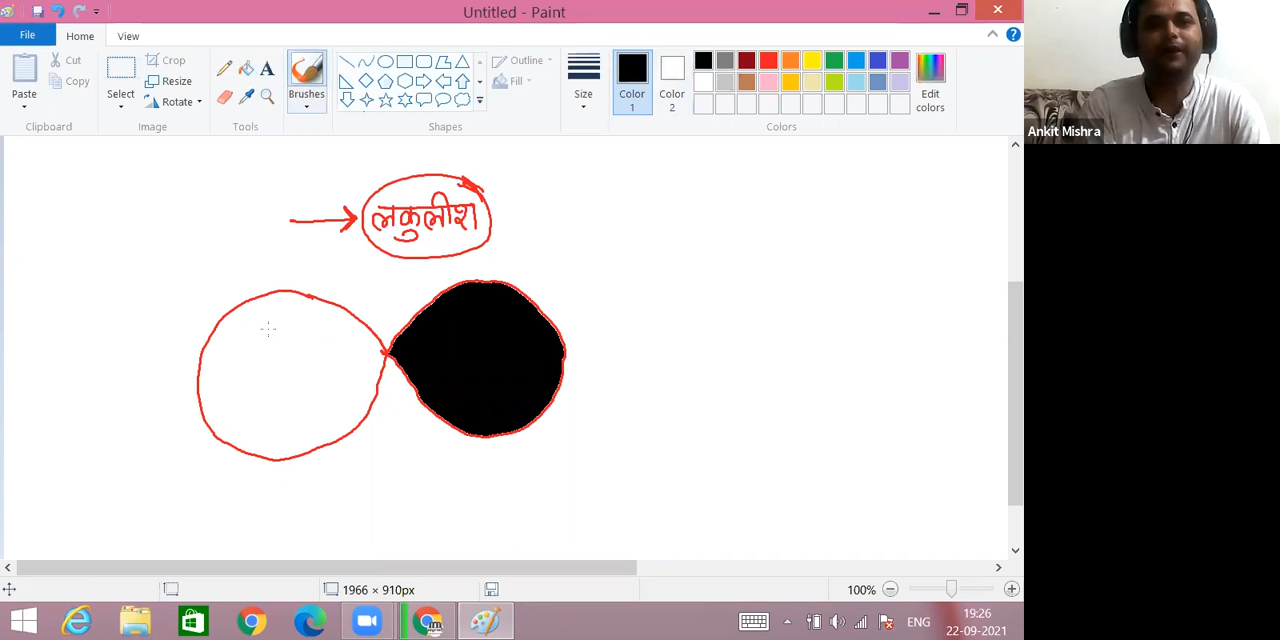 Untitled - Paint
File
Home
View
Paste
Cut
Copy
Clipboard
Select
Crop
Resize
Rotate
Image
Tools
Brushes
Outline
Fill
Shapes
Size
Color 1
Color 2
Edit colors
Colors
Ankit Mishra
लकुलीश
1966 × 910px
100%
ENG
19:26
22-09-2021